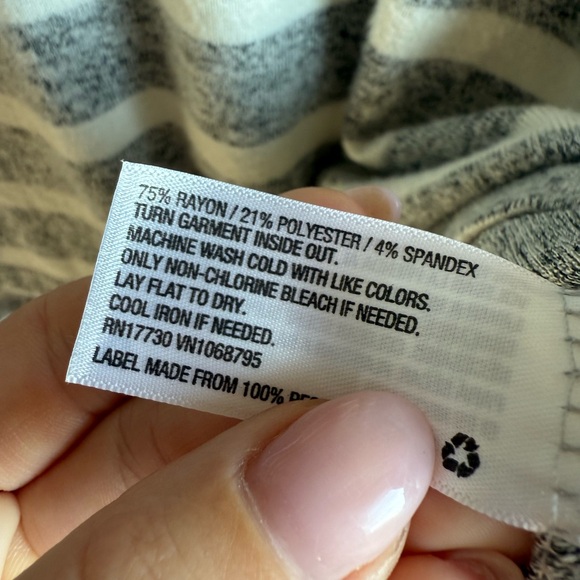 75% RAYON / 21% POLYESTER / 4% SPANDEX
TURN GARMENT INSIDE OUT.
MACHINE WASH COLD WITH LIKE COLORS.
ONLY NON-CHLORINE BLEACH IF NEEDED.
LAY FLAT TO DRY.
COOL IRON IF NEEDED.
RN17730 VN1068795
LABEL MADE FROM 100%